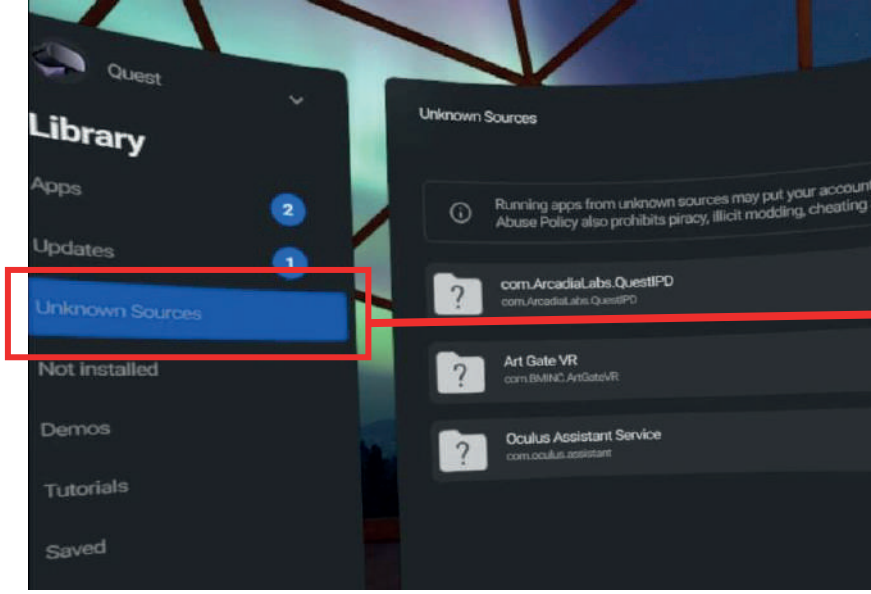 Quest
Library
Apps
2
Updates
1
Unknown Sources
Not installed
Demos
Tutorials
Saved
Unknown Sources
Running apps from unknown sources may put your account
Abuse Policy also prohibits piracy, illicit modding, cheating
?
com.ArcadiaLabs.QuestIPD
com.ArcadiaLabs.QuestIPD
?
Art Gate VR
com.BMINC.ArtGateVR
?
Oculus Assistant Service
com.oculus.assistant